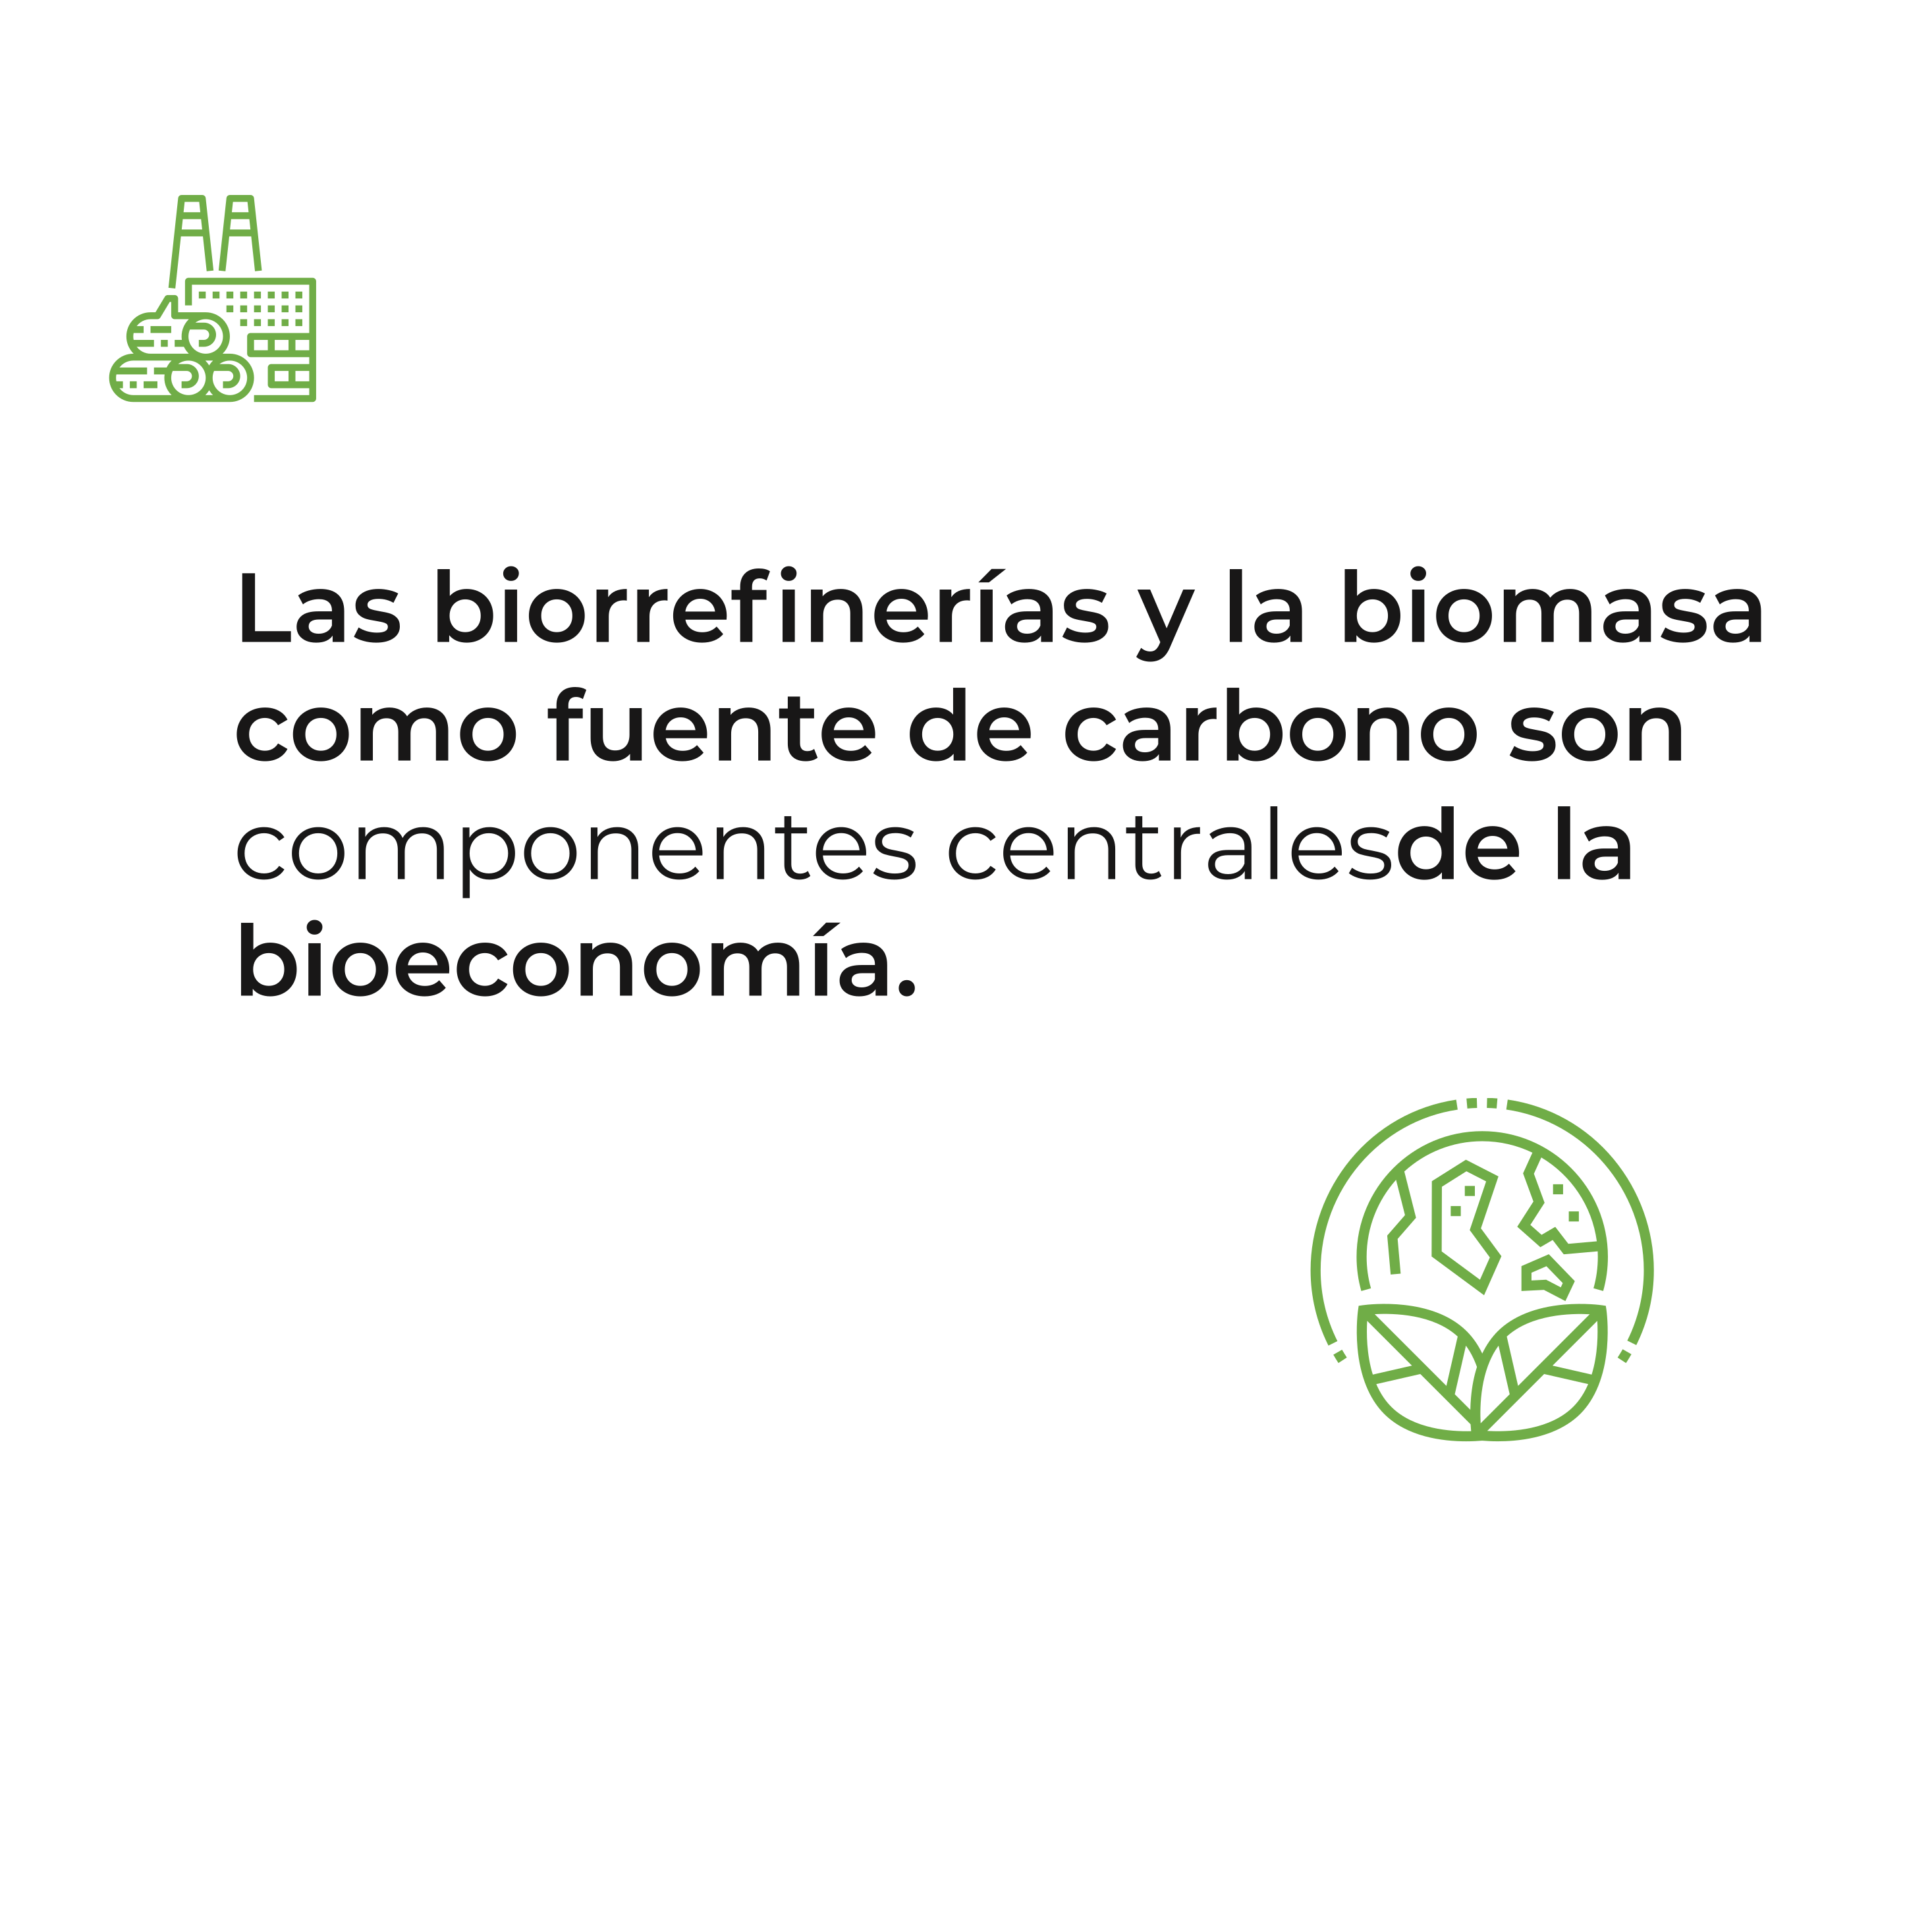 Las biorrefinerías y la biomasa
como fuente de carbono son
componentes centralesde la
bioeconomía.